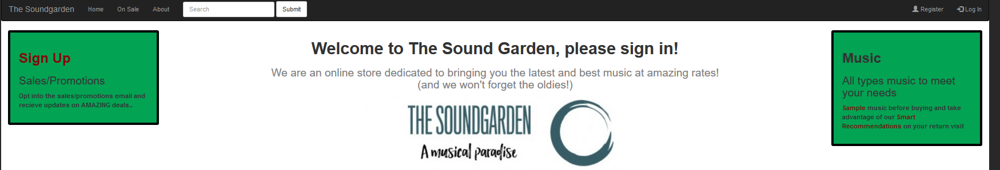 The Soundgarden Home On Sale About Search Submit Register Log In
Sign Up
Sales/Promotions
Opt into the sales/promotions email and
recieve updates on AMAZING deals..
Welcome to The Sound Garden, please sign in!
We are an online store dedicated to bringing you the latest and best music at amazing rates!
(and we won't forget the oldies!)
THE SOUNDGARDEN
A musical paradise
Music
All types music to meet
your needs
Sample music before buying and take
advantage of our Smart
Recommendations on your return visit